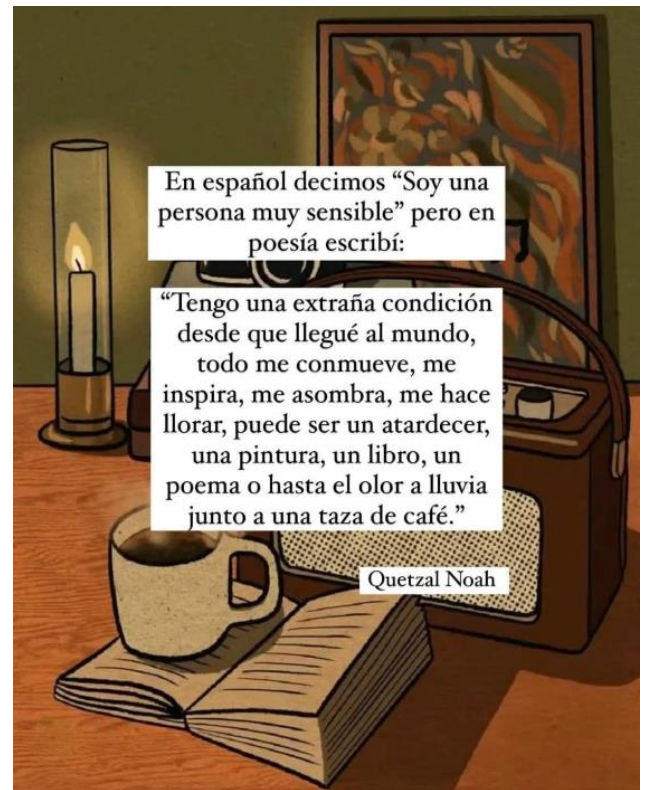 En español decimos “Soy una
persona muy sensible” pero en
poesía escribí:
“Tengo una extraña condición
desde que llegué al mundo,
todo me conmueve, me
inspira, me asombra, me hace
llorar, puede ser un atardecer,
una pintura, un libro, un
poema o hasta el olor a lluvia
junto a una taza de café.”
Quetzal Noah